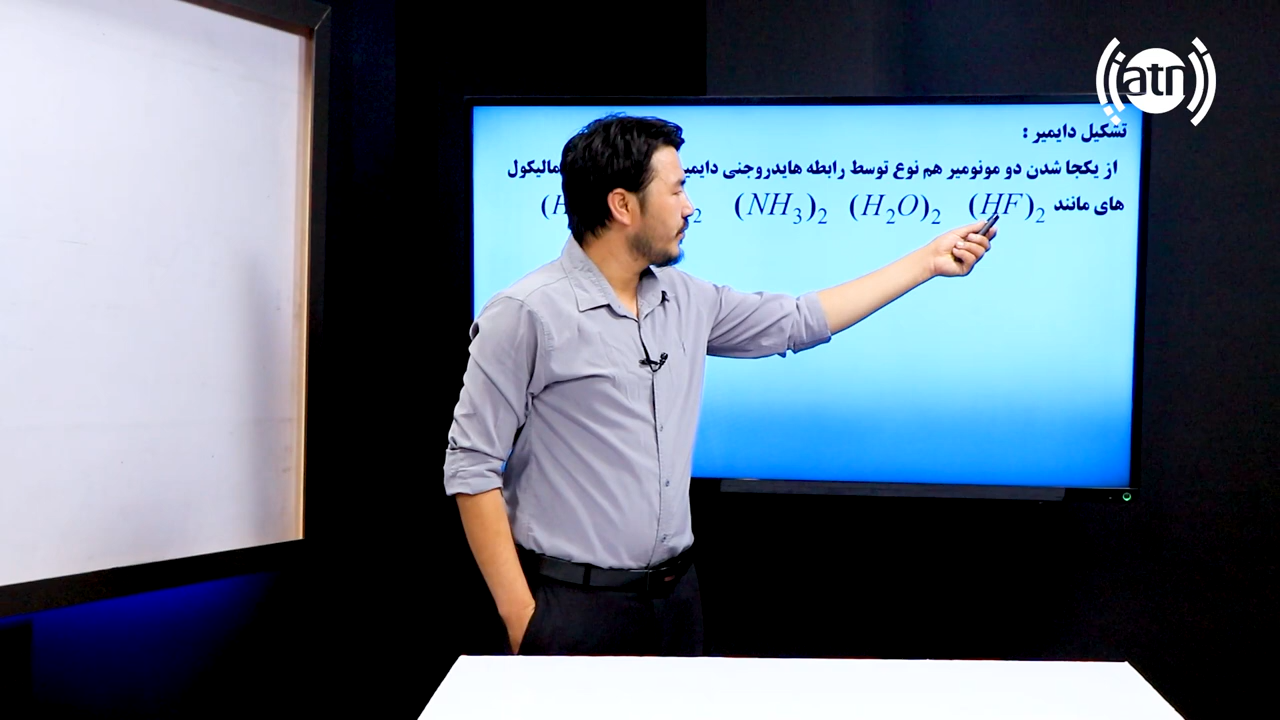 atn
تشکیل دایمیر :
از یکجا شدن دو مونومیر هم نوع توسط رابطه هایدروجنی دایمیر مالیکول
های مانند (HF)₂ (H₂O)₂ (NH₃)₂ (H ₂